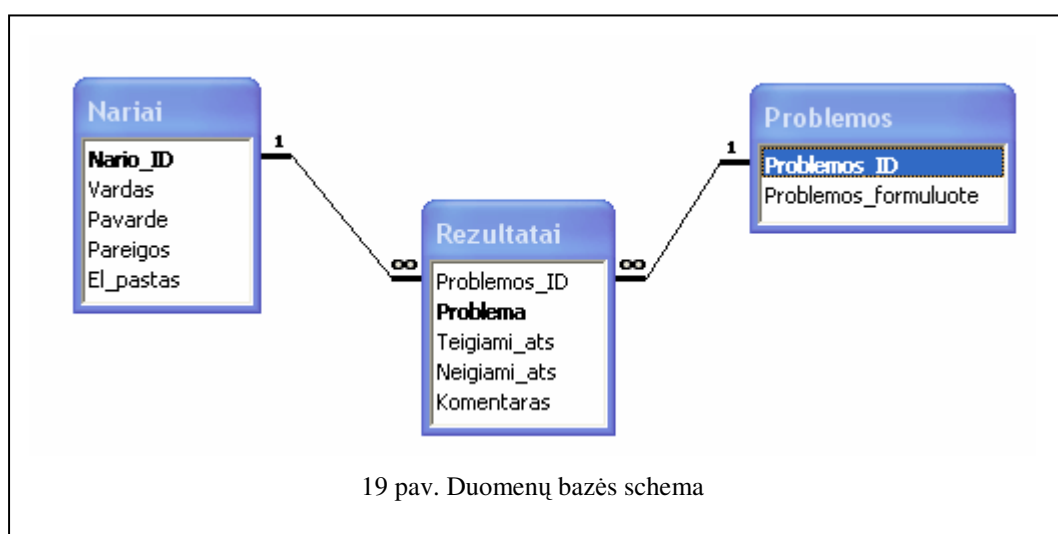 Nariai
Nario_ID
Vardas
Pavarde
Pareigos
El_pastas
1
∞
Rezultatai
Problemos_ID
Problema
Teigiami_ats
Neigiami_ats
Komentaras
∞
1
Problemos
Problemos_ID
Problemos_formuluote
19 pav. Duomenų bazės schema